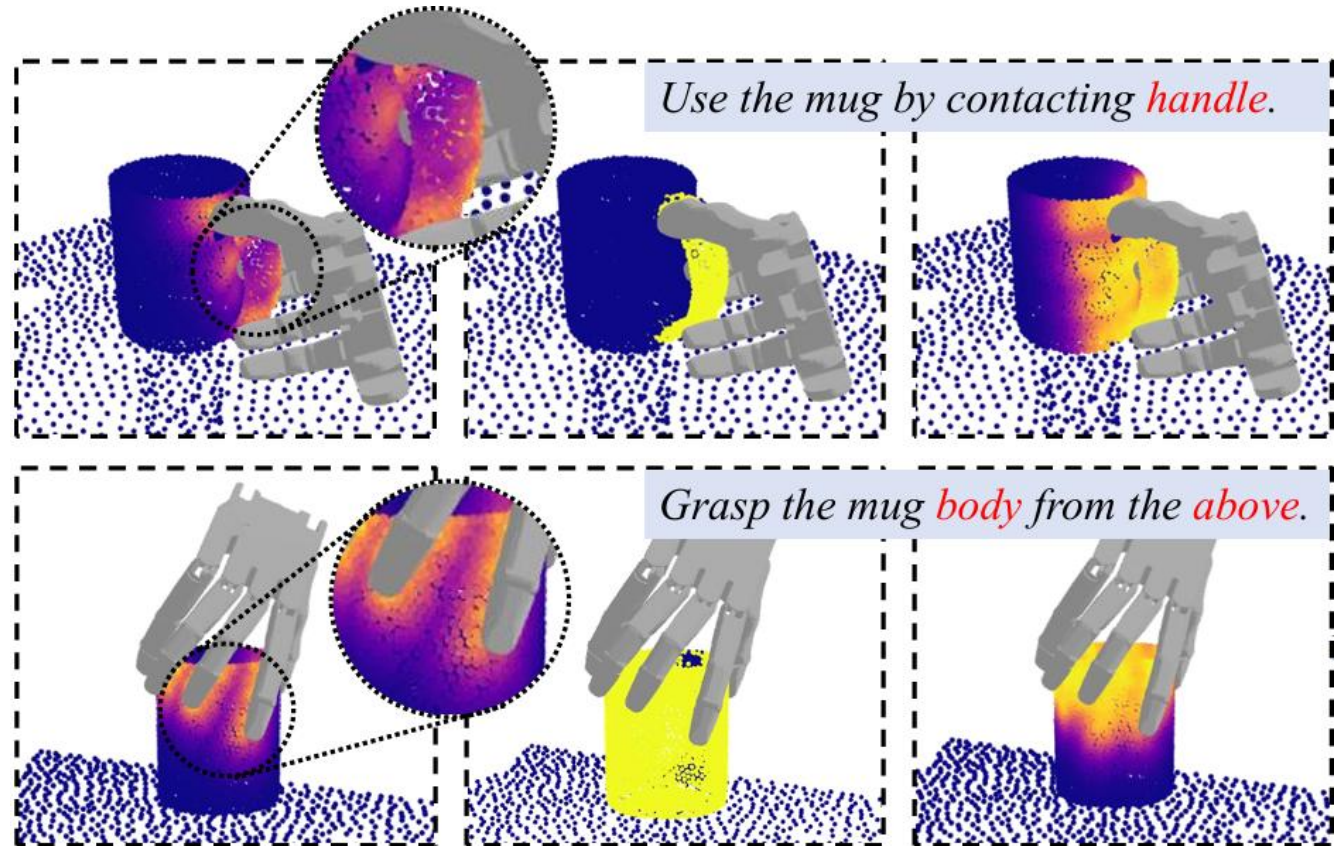 Use the mug by contacting handle.
Grasp the mug body from the above.